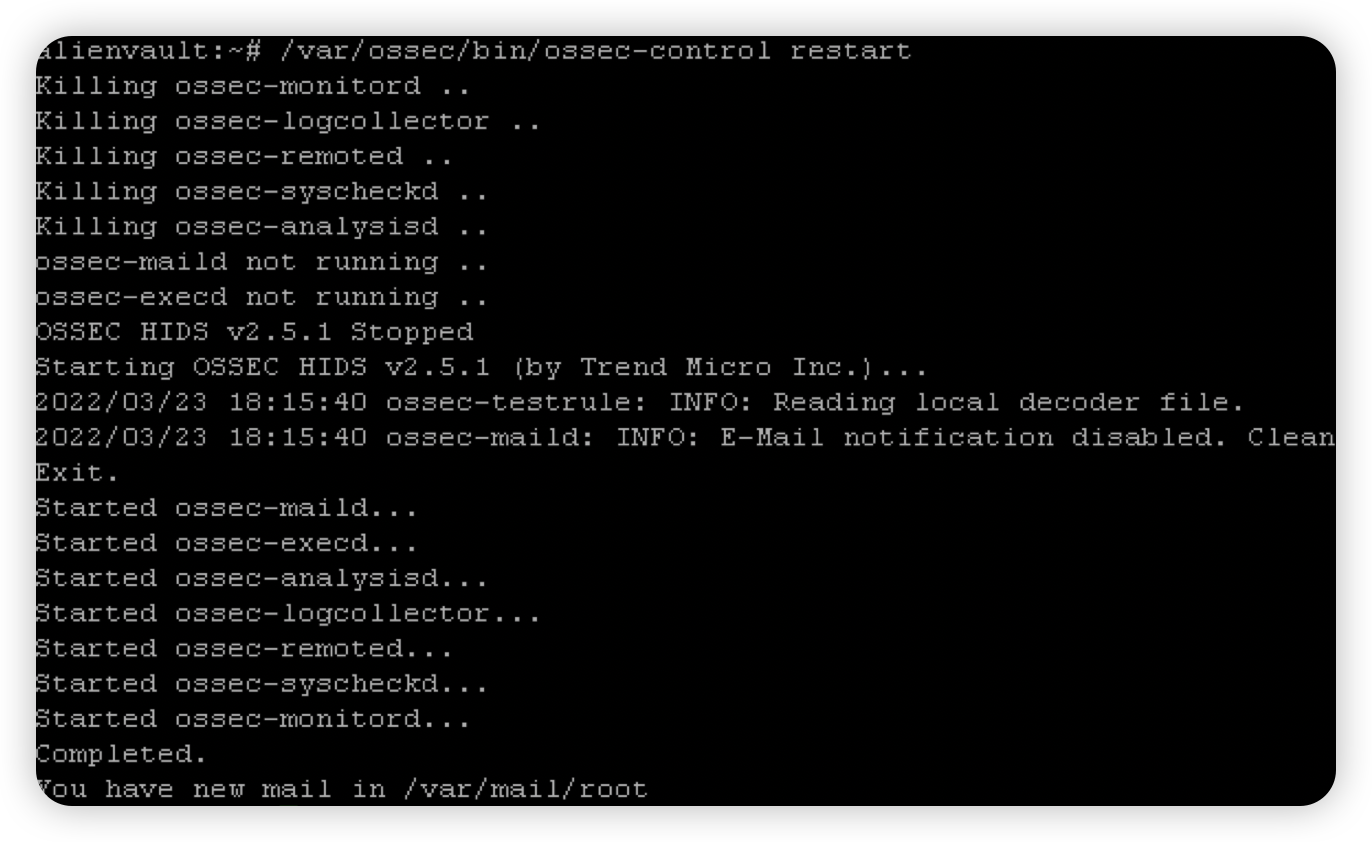 alienvault:~# /var/ossec/bin/ossec-control restart
Killing ossec-monitord ..
Killing ossec-logcollector ..
Killing ossec-remoted ..
Killing ossec-syscheckd ..
Killing ossec-analysisd ..
ossec-maild not running ..
ossec-execd not running ..
OSSEC HIDS v2.5.1 Stopped
Starting OSSEC HIDS v2.5.1 (by Trend Micro Inc.)...
2022/03/23 18:15:40 ossec-testrule: INFO: Reading local decoder file.
2022/03/23 18:15:40 ossec-maild: INFO: E-Mail notification disabled. Clean
Exit.
Started ossec-maild...
Started ossec-execd...
Started ossec-analysisd...
Started ossec-logcollector...
Started ossec-remoted...
Started ossec-syscheckd...
Started ossec-monitord...
Completed.
You have new mail in /var/mail/root